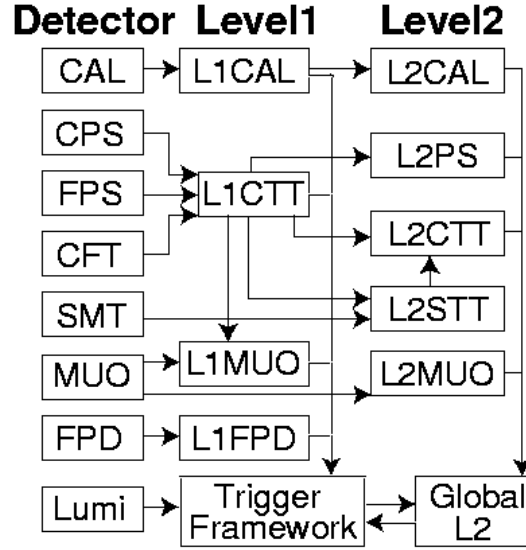 Detector Level1 Level2
CAL L1CAL L2CAL
CPS
L2PS
FPS L1CTT
CFT L2CTT
SMT L2STT
MUO L1MUO L2MUO
FPD L1FPD
Lumi Trigger Global
Framework L2